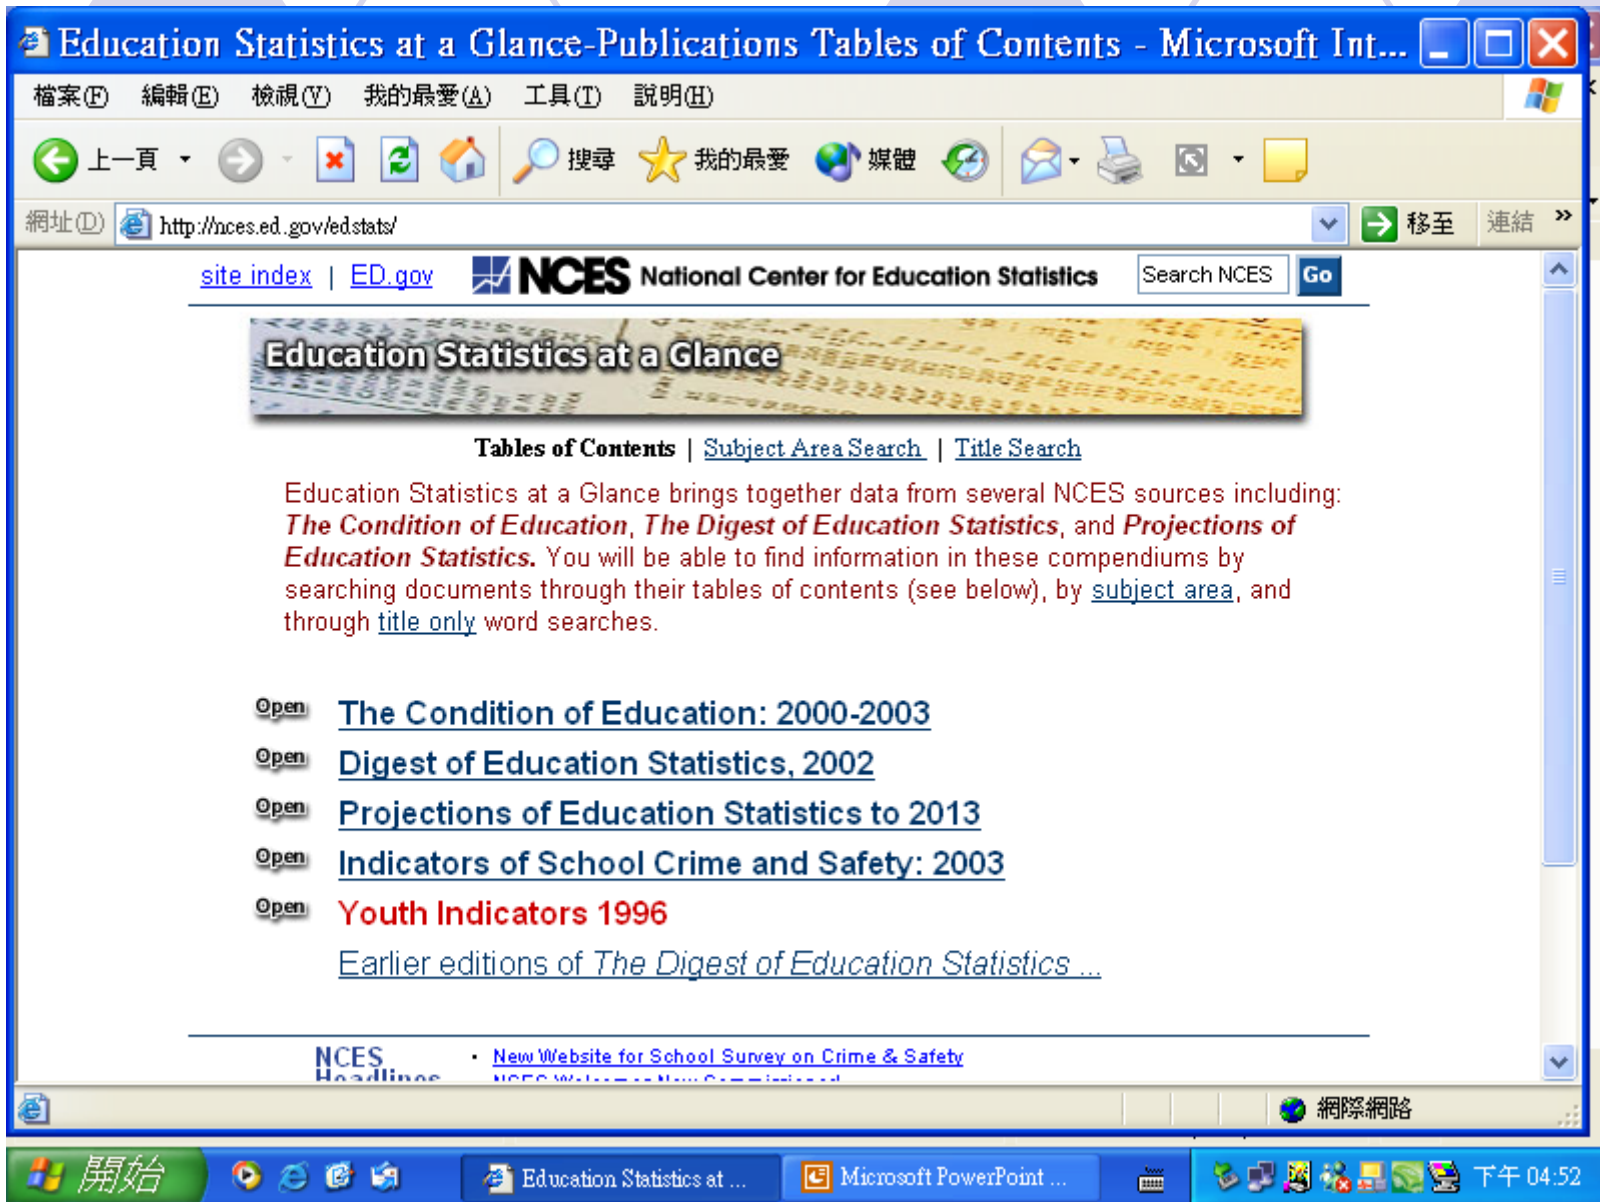 Education Statistics at a Glance-Publications Tables of Contents - Microsoft Int...
檔案(F) 編輯(E) 檢視(V) 我的最愛(A) 工具(T) 說明(H)
上一頁 搜尋 我的最愛 媒體
網址(D) http://nces.ed.gov/edstats/ 移至 連結 »
site index | ED.gov NCES National Center for Education Statistics Search NCES Go
Education Statistics at a Glance
Tables of Contents | Subject Area Search | Title Search
Education Statistics at a Glance brings together data from several NCES sources including:
The Condition of Education, The Digest of Education Statistics, and Projections of
Education Statistics. You will be able to find information in these compendiums by
searching documents through their tables of contents (see below), by subject area, and
through title only word searches.
Open The Condition of Education: 2000-2003
Open Digest of Education Statistics, 2002
Open Projections of Education Statistics to 2013
Open Indicators of School Crime and Safety: 2003
Open Youth Indicators 1996
Earlier editions of The Digest of Education Statistics ...
NCES • New Website for School Survey on Crime & Safety
Headlines
網際網路
開始 Education Statistics at ... Microsoft PowerPoint ... 下午 04:52